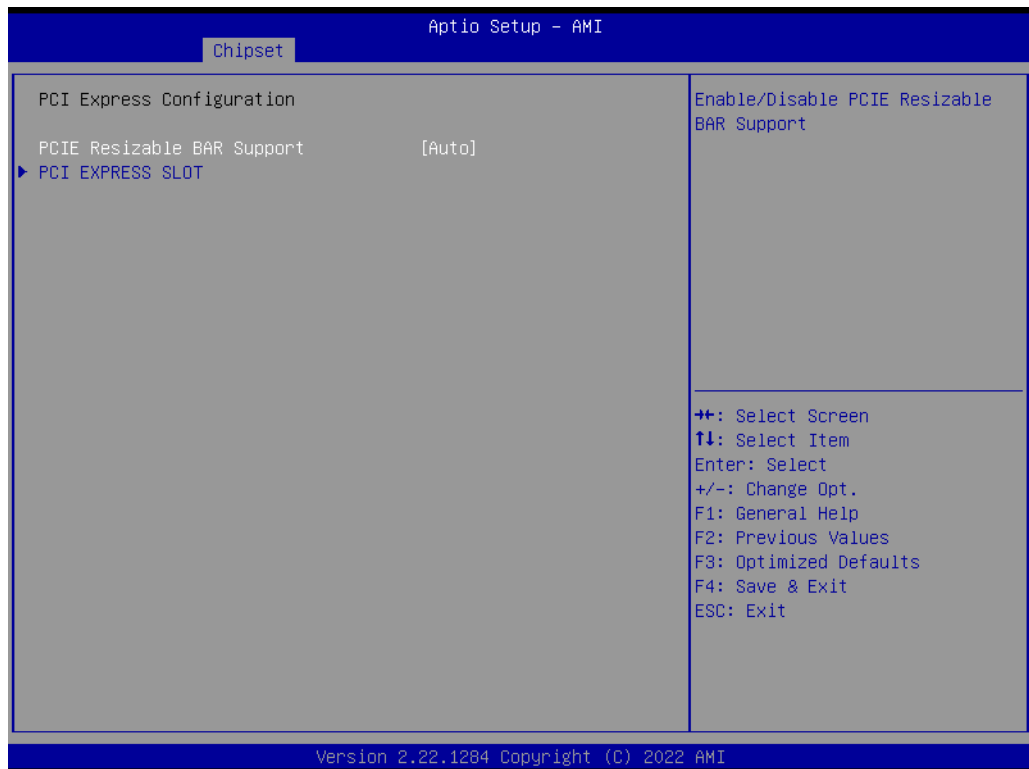 Aptio Setup - AMI
Chipset
PCI Express Configuration
PCIE Resizable BAR Support [Auto]
▶ PCI EXPRESS SLOT
Enable/Disable PCIE Resizable
BAR Support
→←: Select Screen
↑↓: Select Item
Enter: Select
+/-: Change Opt.
F1: General Help
F2: Previous Values
F3: Optimized Defaults
F4: Save & Exit
ESC: Exit
Version 2.22.1284 Copyright (C) 2022 AMI